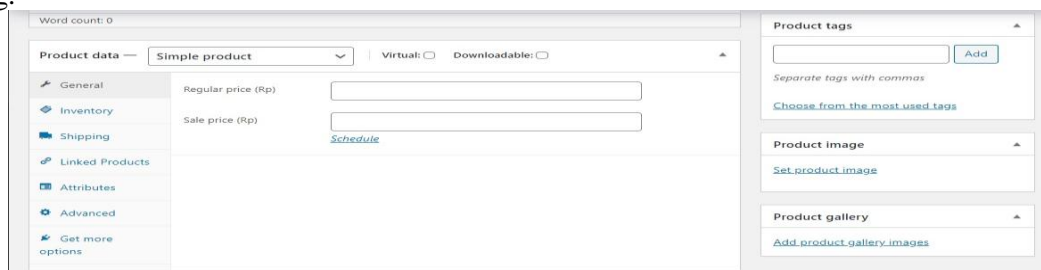 Word count: 0
Product data — Simple product Virtual: Downloadable:
General
Inventory
Shipping
Linked Products
Attributes
Advanced
Get more
options
Regular price (Rp)
Sale price (Rp)
Schedule
Product tags
Add
Separate tags with commas
Choose from the most used tags
Product image
Set product image
Product gallery
Add product gallery images